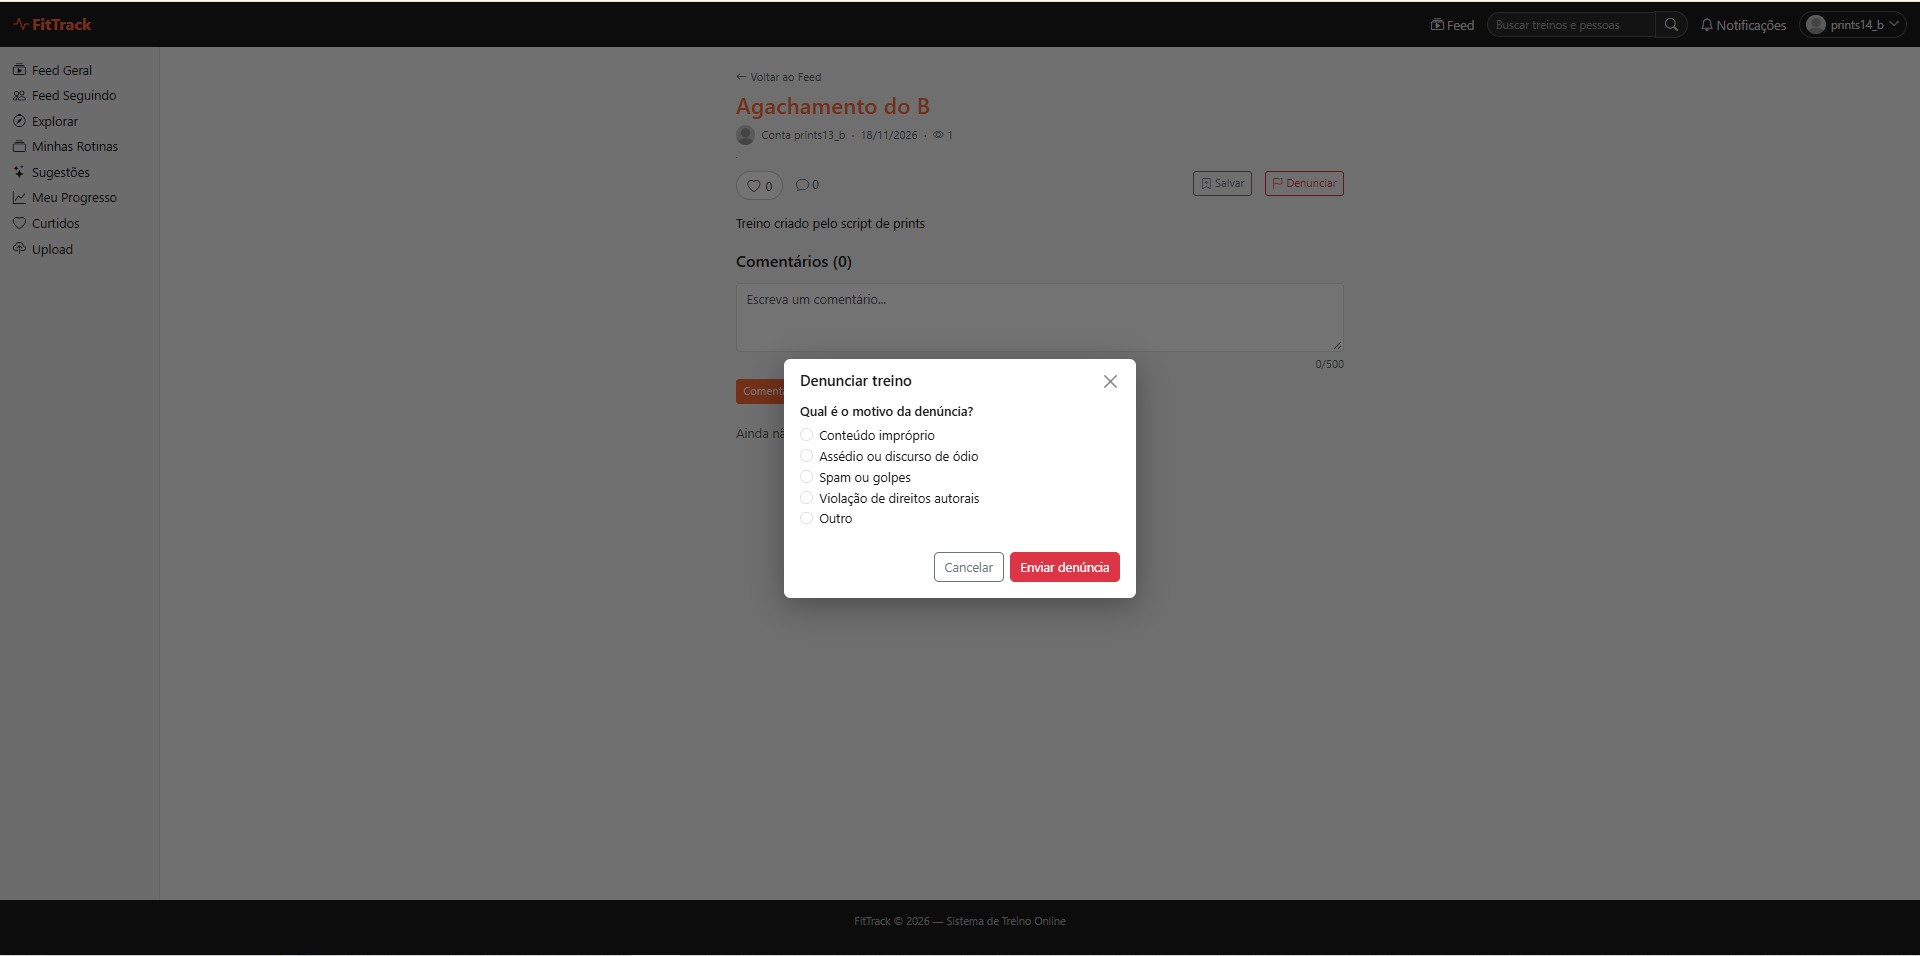 FitTrack
Feed
Buscar treinos e pessoas
Notificações
prints14_b
Feed Geral
Feed Seguindo
Explorar
Minhas Rotinas
Sugestões
Meu Progresso
Curtidos
Upload
← Voltar ao Feed
Agachamento do B
Conta prints13_b · 18/11/2026 · 1
0 0
Salvar
Denunciar
Treino criado pelo script de prints
Comentários (0)
Escreva um comentário...
0/500
Coment
Ainda nã
Denunciar treino
Qual é o motivo da denúncia?
Conteúdo impróprio
Assédio ou discurso de ódio
Spam ou golpes
Violação de direitos autorais
Outro
Cancelar
Enviar denúncia
FitTrack © 2026 — Sistema de Treino Online